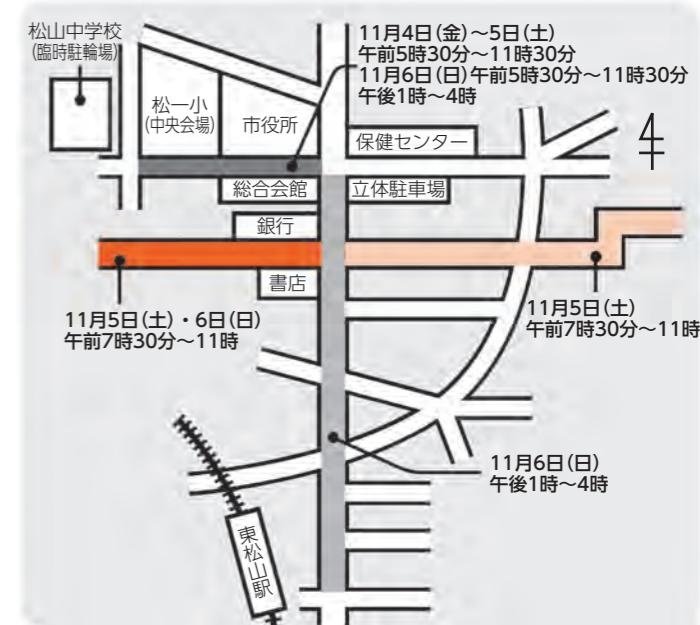 松山中学校
(臨時駐輪場)
11月4日(金)〜5日(土)
午前5時30分〜11時30分
11月6日(日)午前5時30分〜11時30分
午後1時〜4時
松一小
(中央会場)
市役所
保健センター
総合会館
立体駐車場
銀行
書店
11月5日(土)・6日(日)
午前7時30分〜11時
11月5日(土)
午前7時30分〜11時
11月6日(日)
午後1時〜4時
東松山駅